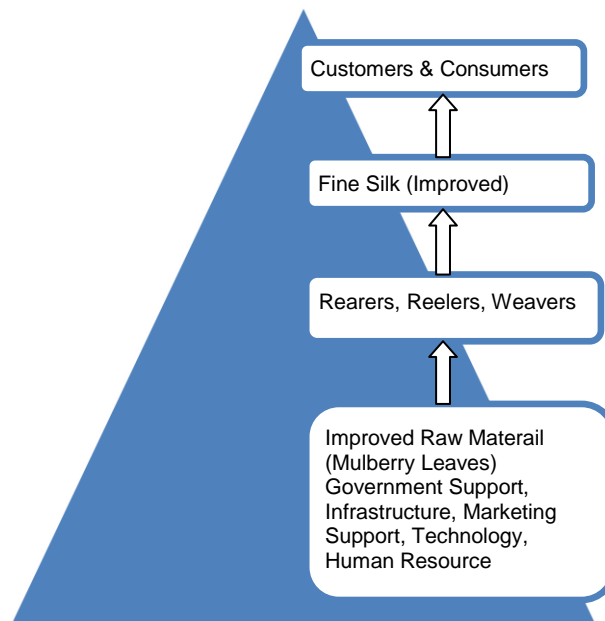 Customers & Consumers
Fine Silk (Improved)
Rearers, Reelers, Weavers
Improved Raw Materail
(Mulberry Leaves)
Government Support,
Infrastructure, Marketing
Support, Technology,
Human Resource